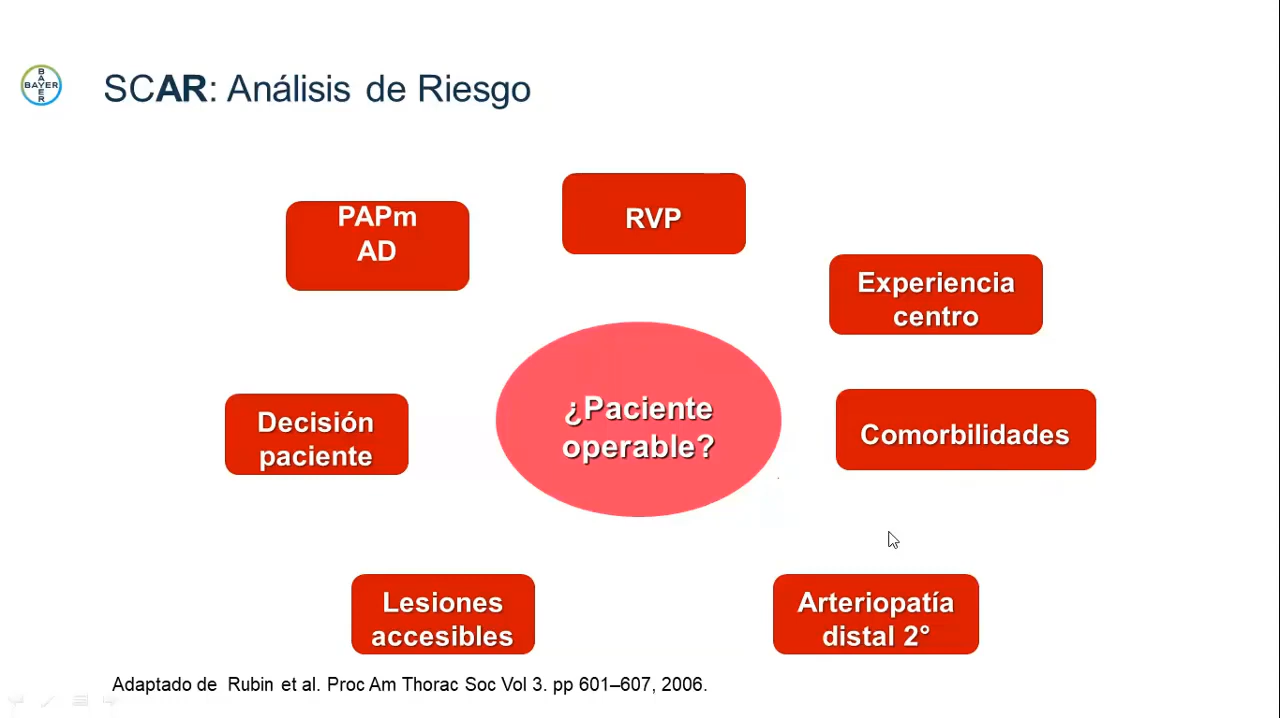 BAYER
BAYER
SCAR: Análisis de Riesgo
PAPm
AD
RVP
Experiencia
centro
¿Paciente
operable?
Decisión
paciente
Comorbilidades
Lesiones
accesibles
Arteriopatía
distal 2°
Adaptado de Rubin et al. Proc Am Thorac Soc Vol 3. pp 601–607, 2006.